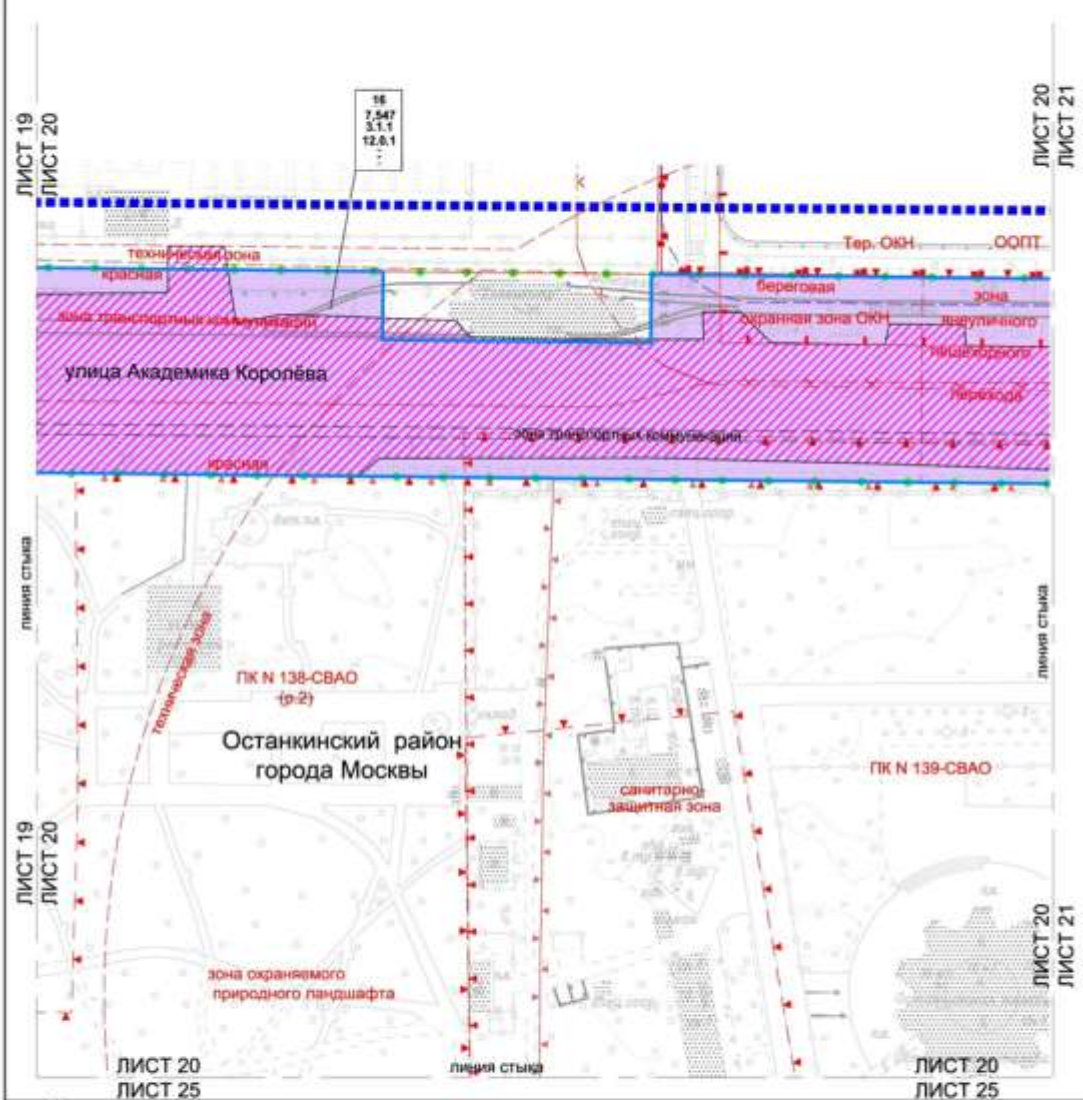 ЛИСТ 19
ЛИСТ 20
ЛИСТ 20
ЛИСТ 21
16
7,547
3.1.1
12.0.1
-
-
К
техническая зона
Тер. ОКН
ООПТ
красная
береговая
зона
зона транспортных коммуникаций
охранная зона ОКН
внеуличного
пешеходного
улица Академика Королёва
перехода
зона транспортных коммуникаций
красная
линия стыка
линия стыка
техническая зона
ПК N 138-СВАО
(р.2)
Останкинский район
города Москвы
ПК N 139-СВАО
санитарно-
защитная зона
ЛИСТ 19
ЛИСТ 20
ЛИСТ 20
ЛИСТ 21
зона охраняемого
природного ландшафта
ЛИСТ 20
линия стыка
ЛИСТ 20
ЛИСТ 25
ЛИСТ 25